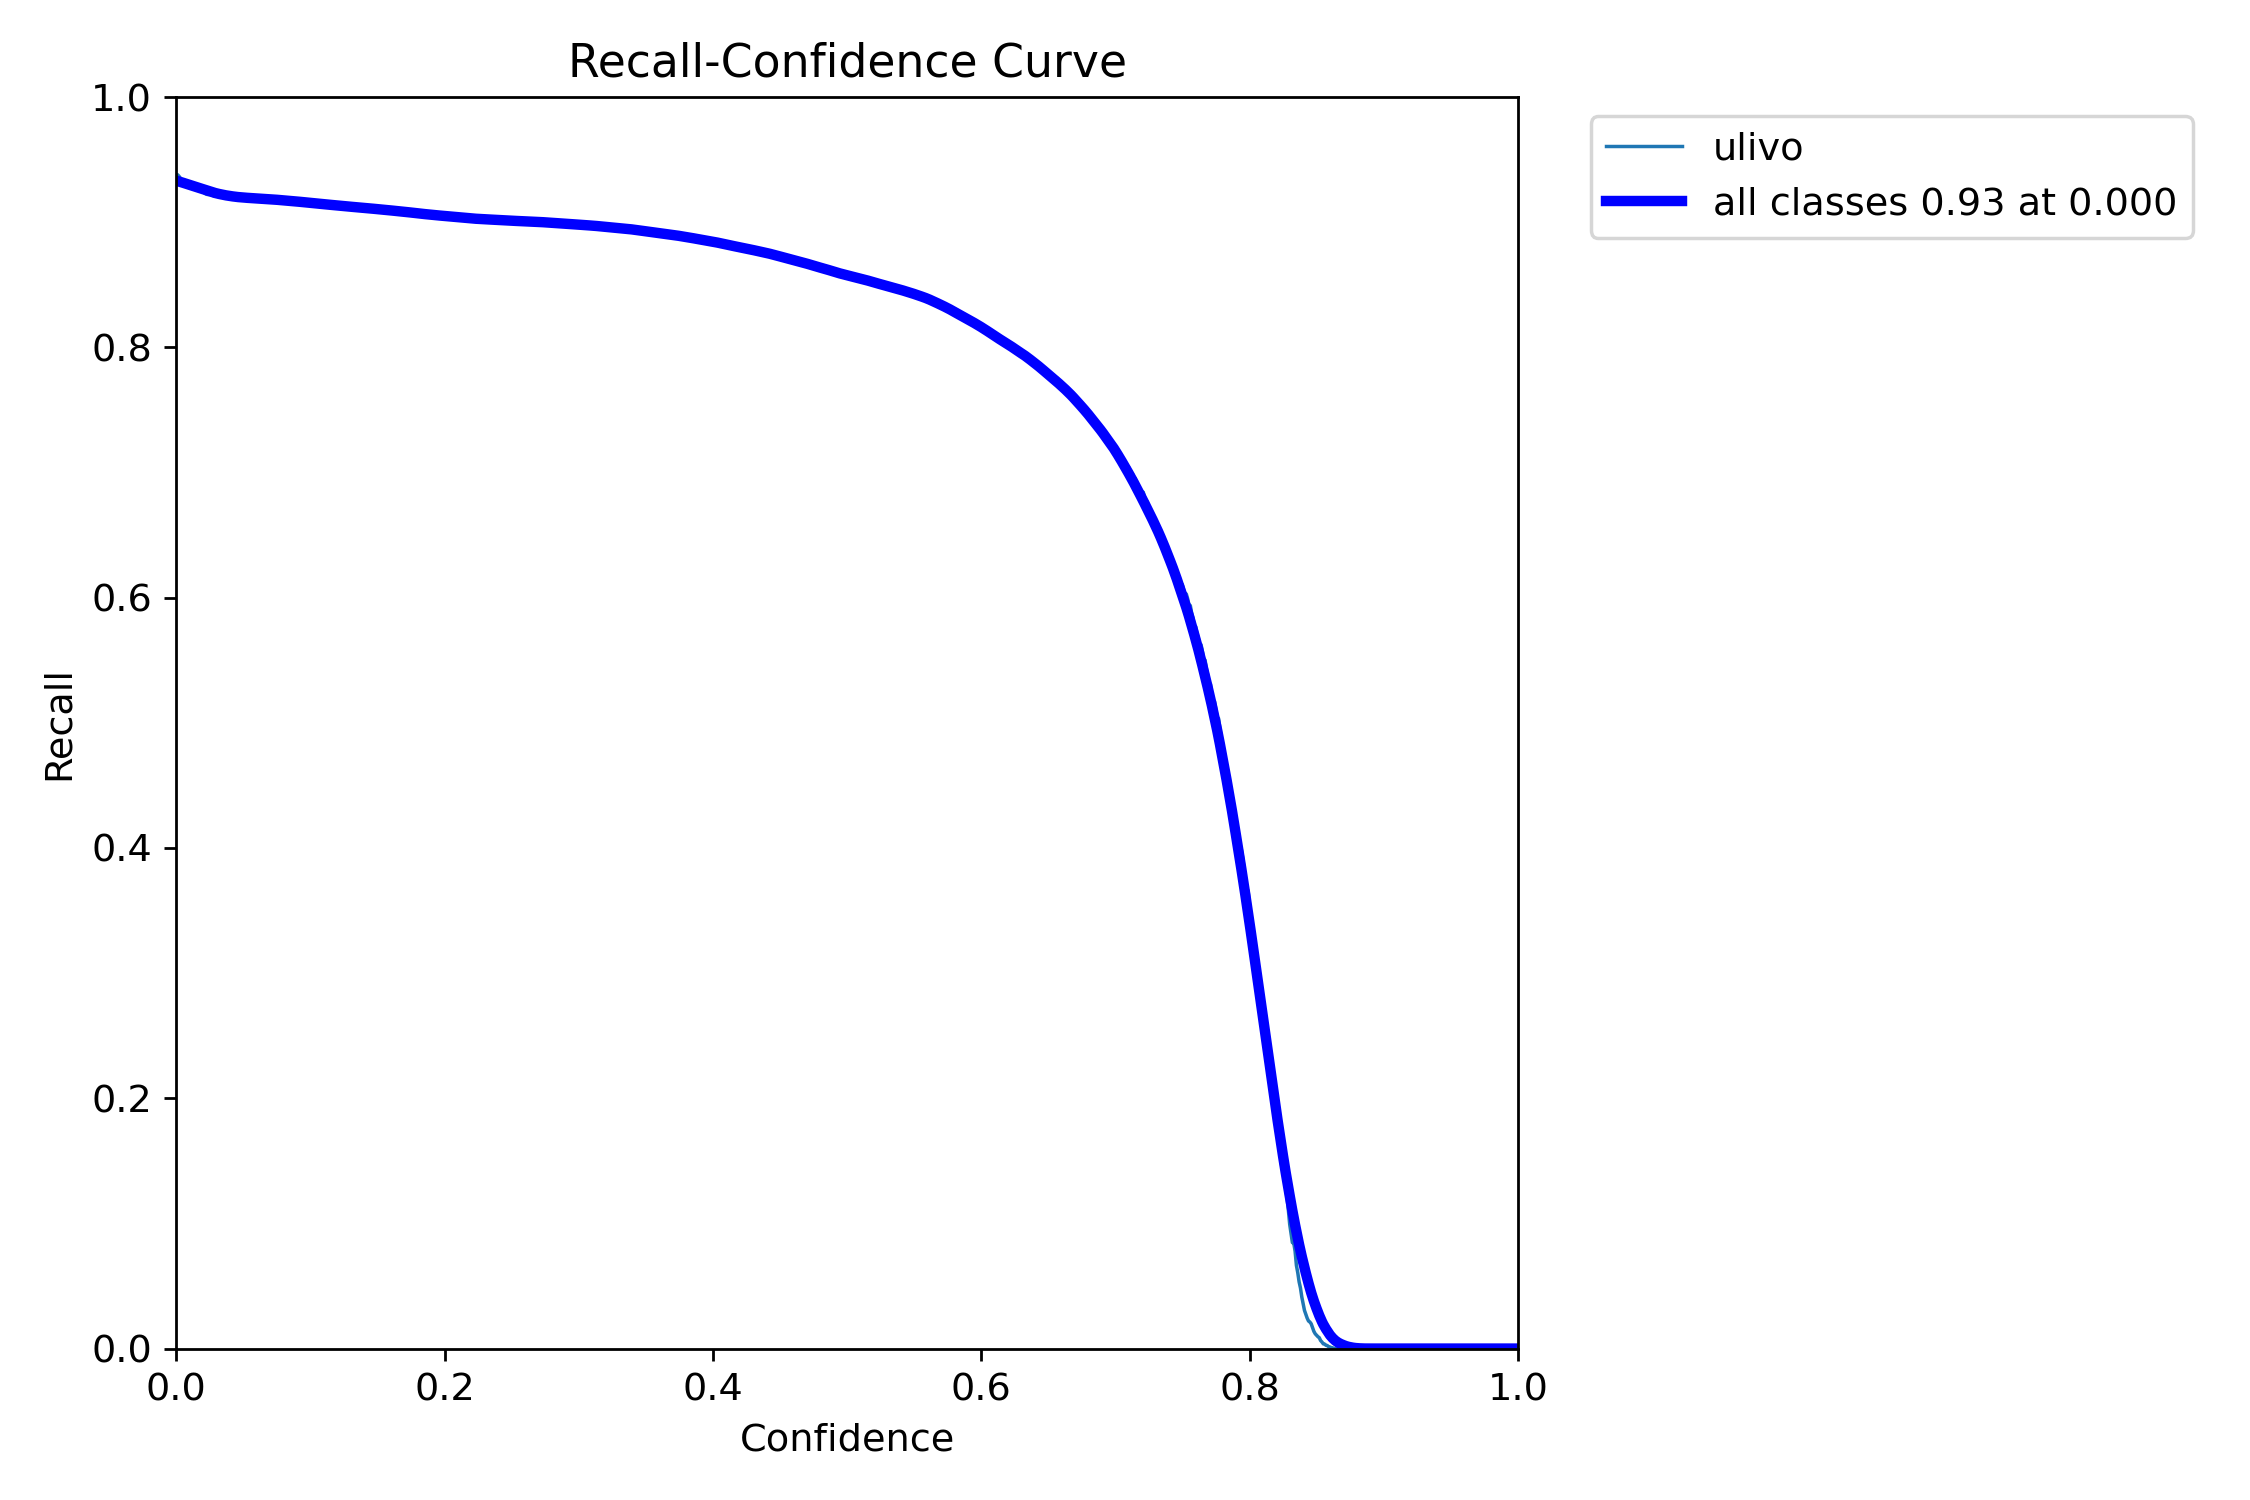 Recall-Confidence Curve
1.0
0.8
0.6
0.4
0.2
0.0
Recall
0.0 0.2 0.4 0.6 0.8 1.0
Confidence
ulivo
all classes 0.93 at 0.000